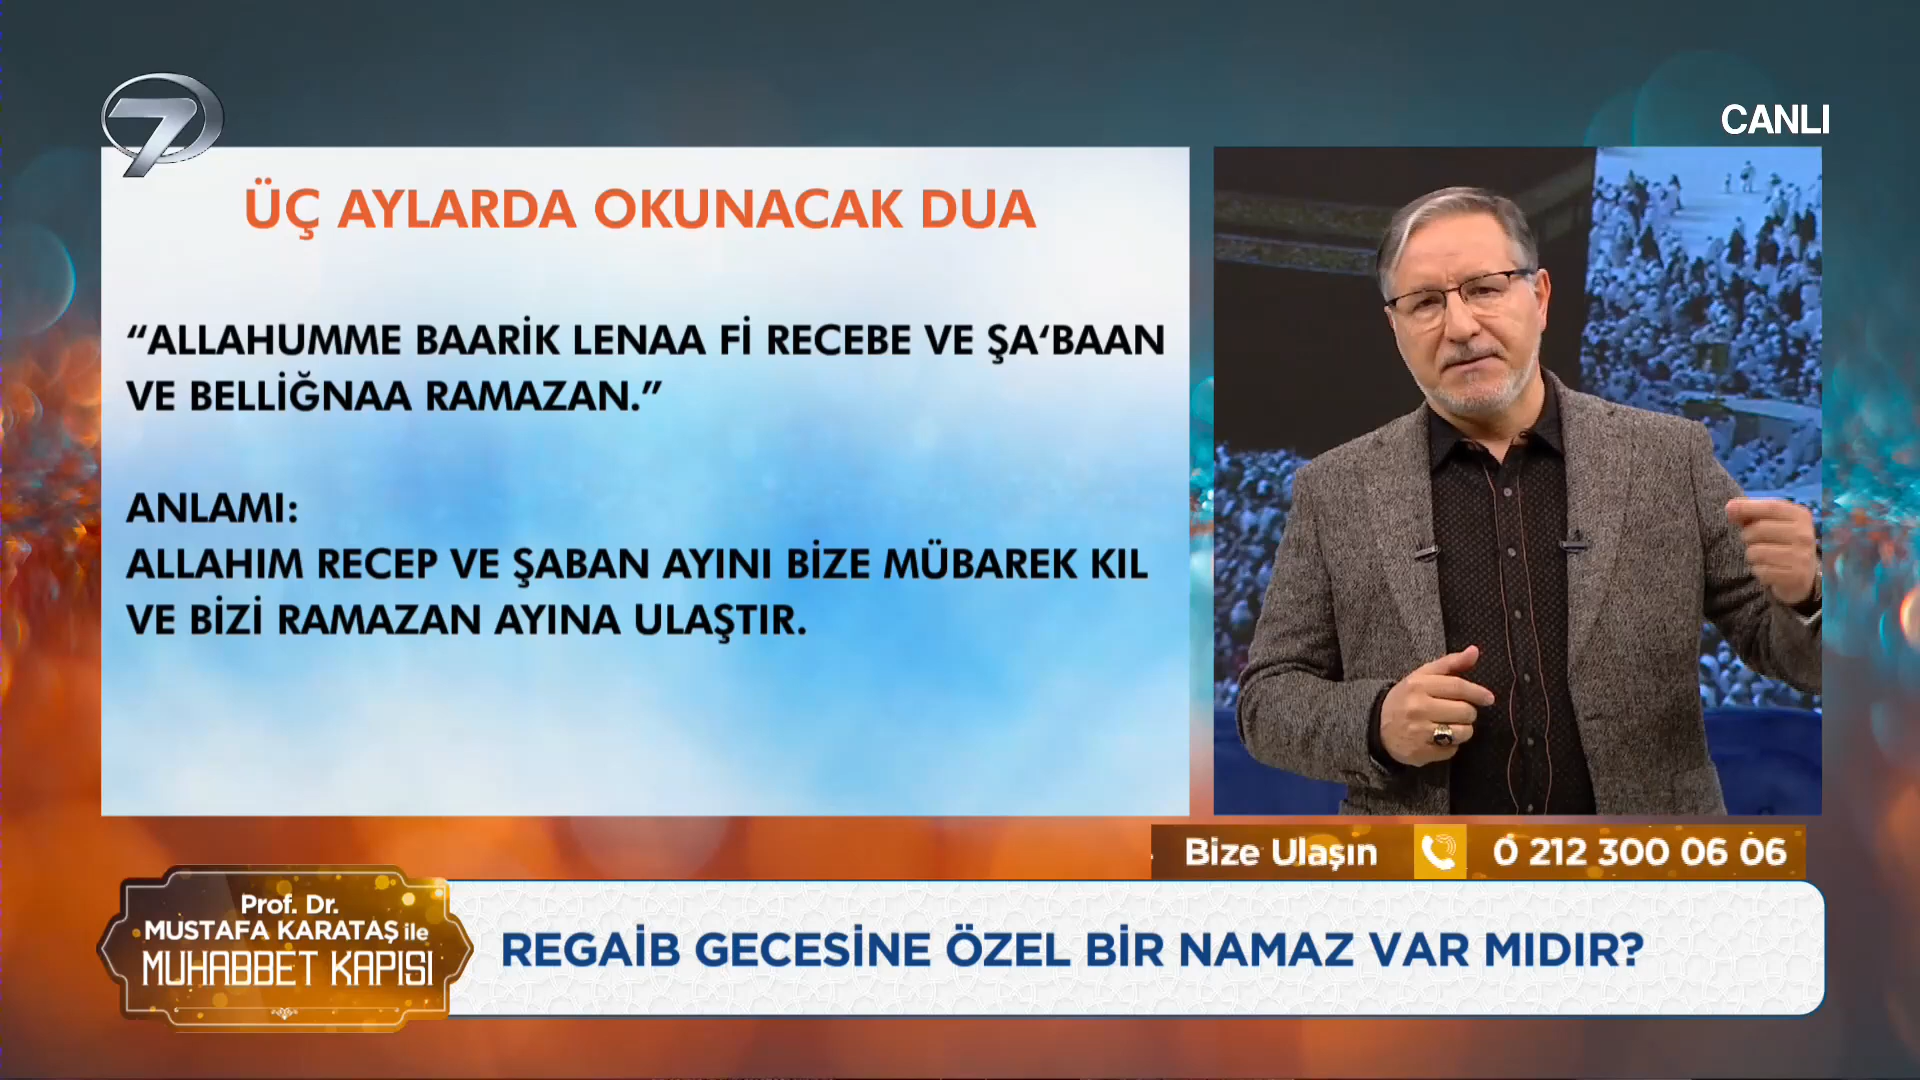 7
CANLI
ÜÇ AYLARDA OKUNACAK DUA
“ALLAHUMME BAARİK LENAA Fİ RECEBE VE ŞA‘BAAN
VE BELLİĞNAA RAMAZAN.”
ANLAMI:
ALLAHIM RECEP VE ŞABAN AYINI BİZE MÜBAREK KIL
VE BİZİ RAMAZAN AYINA ULAŞTIR.
Bize Ulaşın 0 212 300 06 06
Prof. Dr.
MUSTAFA KARATAŞ ile
MUHABBET KAPISI
REGAİB GECESİNE ÖZEL BİR NAMAZ VAR MIDIR?